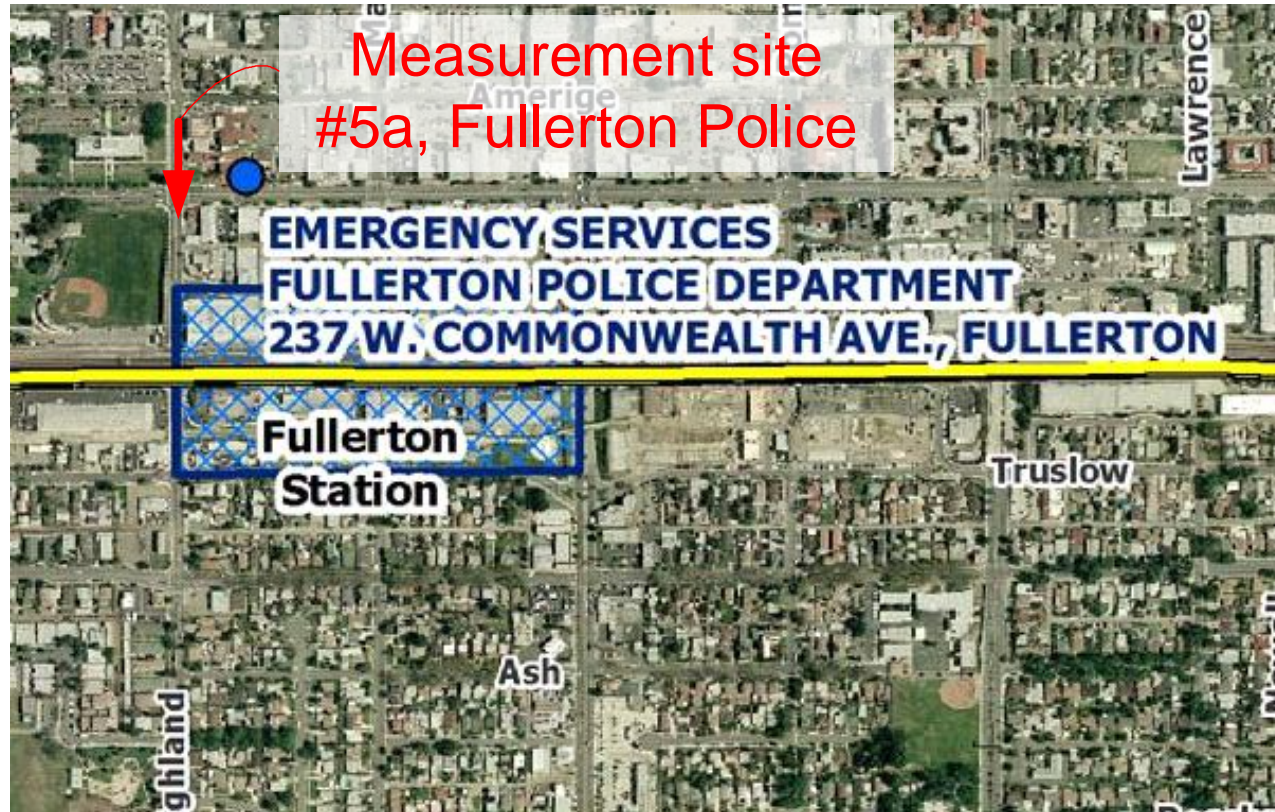 Measurement site
#5a, Fullerton Police
Amerige
Lawrence
EMERGENCY SERVICES
FULLERTON POLICE DEPARTMENT
237 W. COMMONWEALTH AVE., FULLERTON
Fullerton
Station
Truslow
Ash
ghland